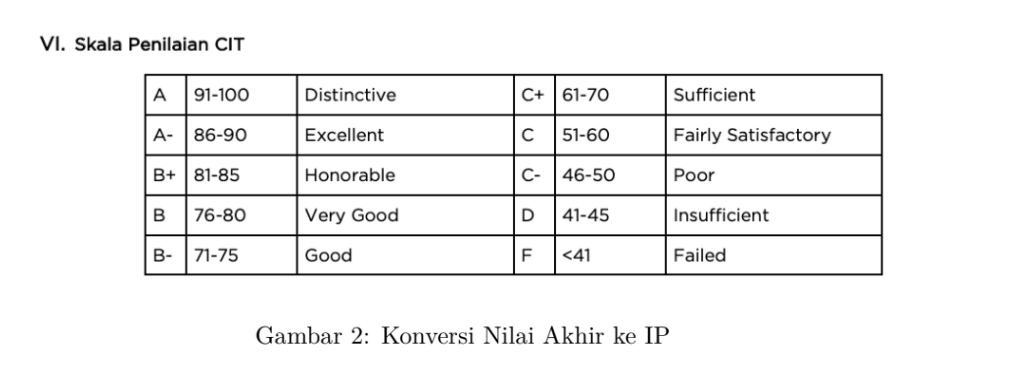 VI. Skala Penilaian CIT
A 91-100 Distinctive C+ 61-70 Sufficient
A- 86-90 Excellent C 51-60 Fairly Satisfactory
B+ 81-85 Honorable C- 46-50 Poor
B 76-80 Very Good D 41-45 Insufficient
B- 71-75 Good F <41 Failed
Gambar 2: Konversi Nilai Akhir ke IP